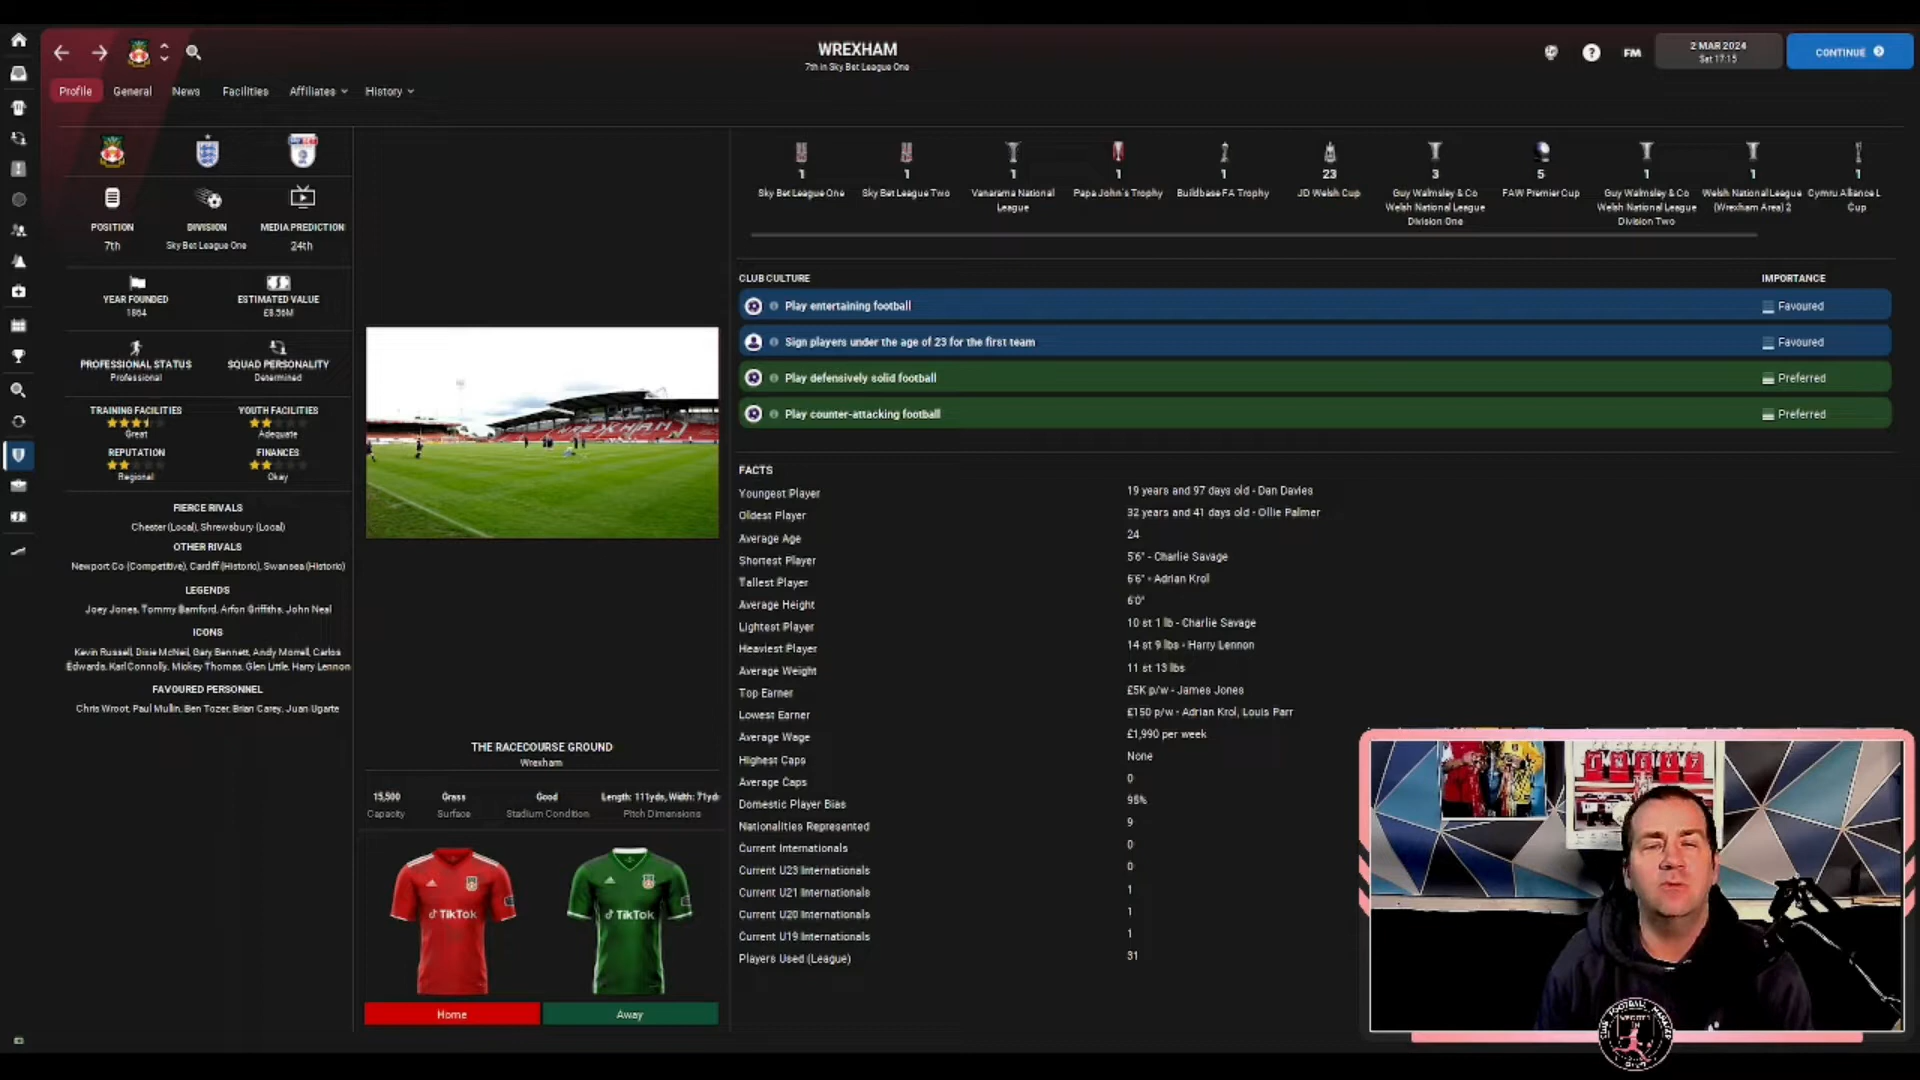 WREXHAM
7th in Sky Bet League One
FM
2 MAR 2024
Sat 17:15
CONTINUE
Profile
General
News
Facilities
Affiliates
History
POSITION
7th
DIVISION
Sky Bet League One
MEDIA PREDICTION
24th
YEAR FOUNDED
1864
ESTIMATED VALUE
£8.56M
PROFESSIONAL STATUS
Professional
SQUAD PERSONALITY
Determined
TRAINING FACILITIES
Great
YOUTH FACILITIES
Adequate
REPUTATION
Regional
FINANCES
Okay
FIERCE RIVALS
Chester (Local), Shrewsbury (Local)
OTHER RIVALS
Newport Co (Competitive), Cardiff (Historic), Swansea (Historic)
LEGENDS
Joey Jones, Tommy Bamford, Arfon Griffiths, John Neal
ICONS
Kevin Russell, Dixie McNeil, Gary Bennett, Andy Morrell, Carlos
Edwards, Karl Connolly, Mickey Thomas, Glen Little, Harry Lennon
FAVOURED PERSONNEL
Chris Wroot, Paul Mullin, Ben Tozer, Brian Carey, Juan Ugarte
WREXHAM
THE RACECOURSE GROUND
Wrexham
15,500
Capacity
Grass
Surface
Good
Stadium Condition
Length: 111yds, Width: 71yd
Pitch Dimensions
TikTok
TikTok
Home
Away
1
Sky Bet League One
1
Sky Bet League Two
1
Vanarama National
League
1
Papa John's Trophy
1
Buildbase FA Trophy
23
JD Welsh Cup
3
Guy Walmsley & Co
Welsh National League
Division One
5
FAW Premier Cup
1
Guy Walmsley & Co
Welsh National League
Division Two
1
Welsh National League
(Wrexham Area) 2
1
Cymru Alliance L
Cup
CLUB CULTURE
IMPORTANCE
Play entertaining football
Favoured
Sign players under the age of 23 for the first team
Favoured
Play defensively solid football
Preferred
Play counter-attacking football
Preferred
FACTS
Youngest Player
19 years and 97 days old - Dan Davies
Oldest Player
32 years and 41 days old - Ollie Palmer
Average Age
24
Shortest Player
5'6" - Charlie Savage
Tallest Player
6'6" - Adrian Krol
Average Height
6'0"
Lightest Player
10 st 1 lb - Charlie Savage
Heaviest Player
14 st 9 lbs - Harry Lennon
Average Weight
11 st 13 lbs
Top Earner
£5K p/w - James Jones
Lowest Earner
£150 p/w - Adrian Krol, Louis Parr
Average Wage
£1,990 per week
Highest Caps
None
Average Caps
0
Domestic Player Bias
95%
Nationalities Represented
9
Current Internationals
0
Current U23 Internationals
0
Current U21 Internationals
1
Current U20 Internationals
1
Current U19 Internationals
1
Players Used (League)
31